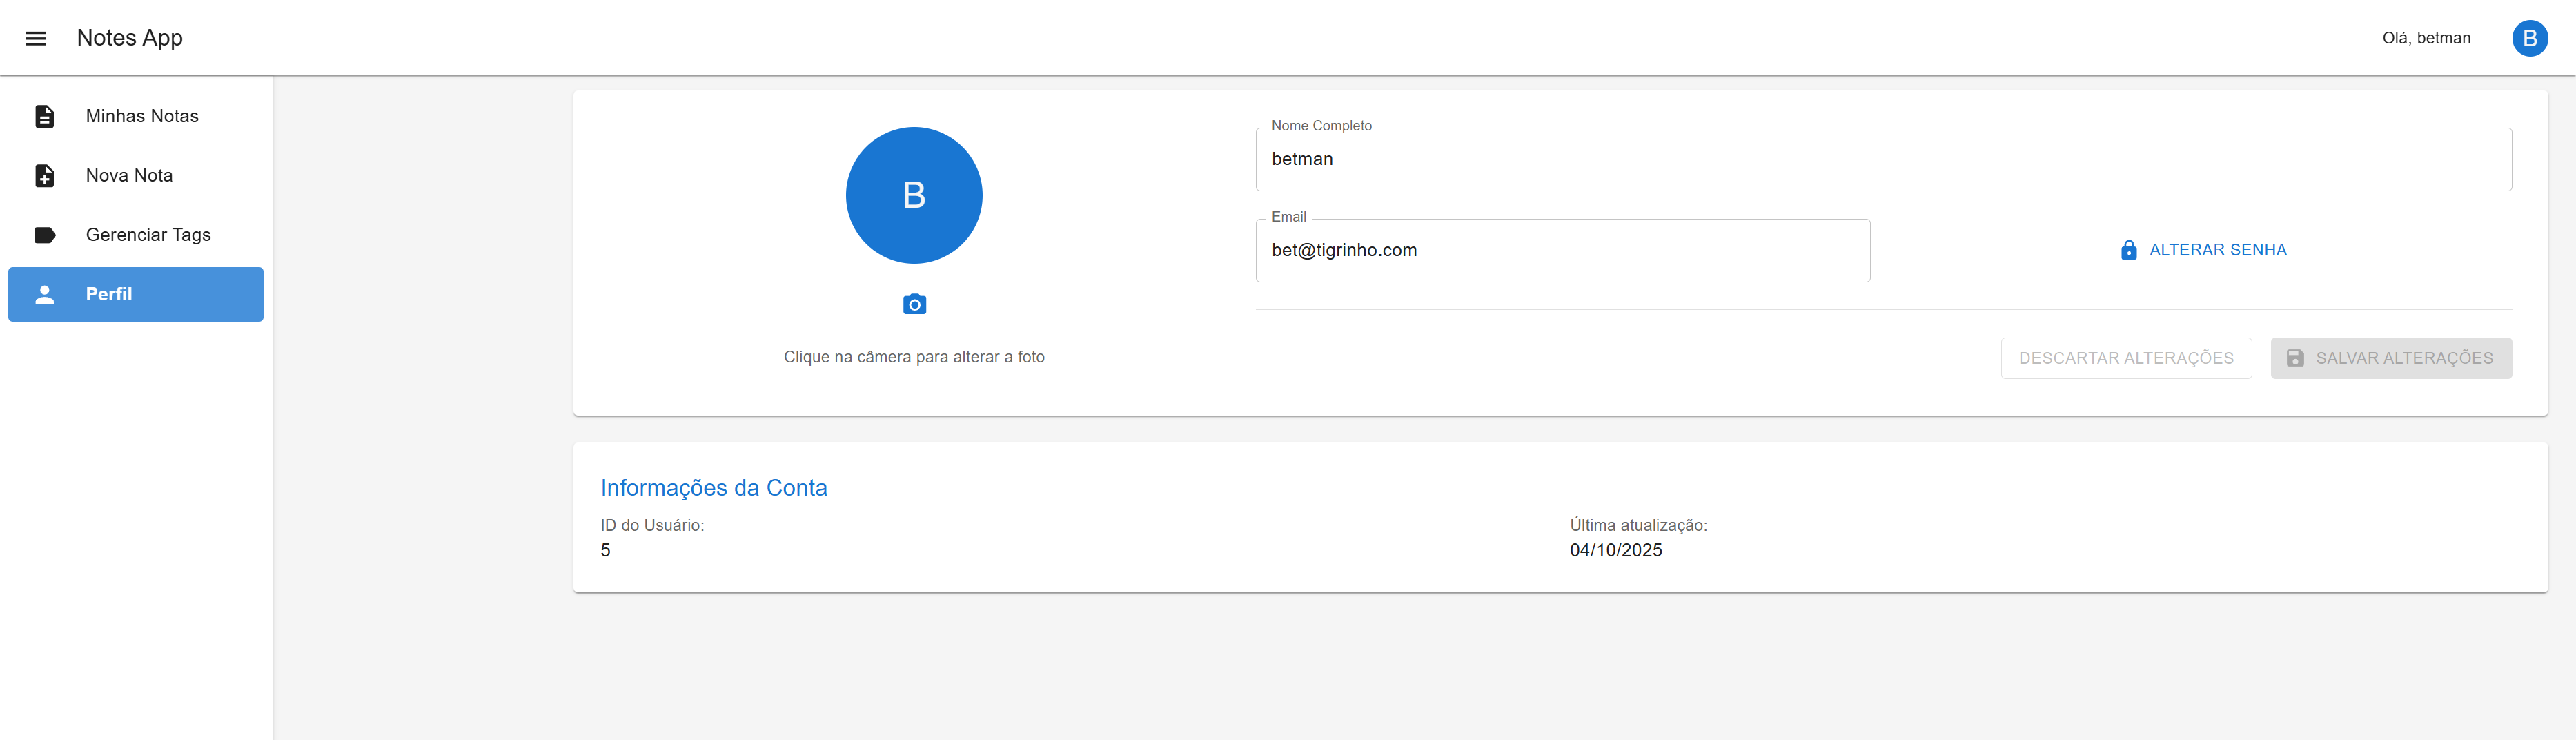 Notes App
Olá, betman
B
Minhas Notas
Nova Nota
Gerenciar Tags
Perfil
B
Clique na câmera para alterar a foto
Nome Completo
betman
Email
bet@tigrinho.com
ALTERAR SENHA
DESCARTAR ALTERAÇÕES
SALVAR ALTERAÇÕES
Informações da Conta
ID do Usuário:
5
Última atualização:
04/10/2025